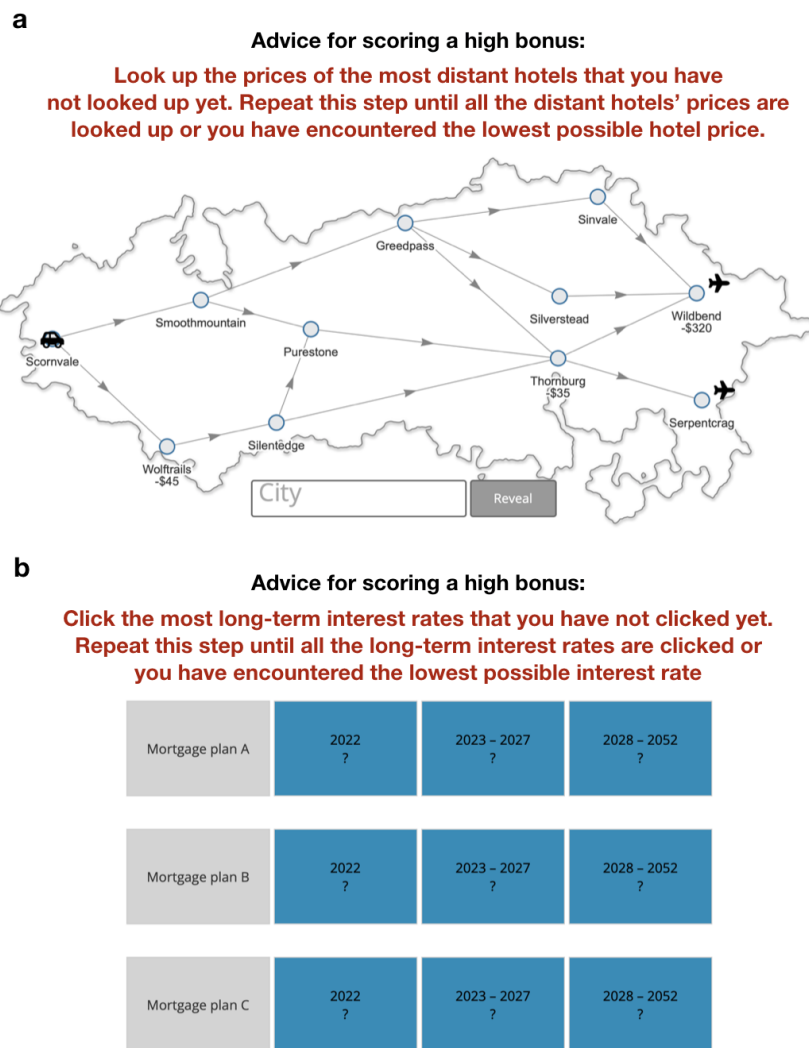 a
Advice for scoring a high bonus:
Look up the prices of the most distant hotels that you have
not looked up yet. Repeat this step until all the distant hotels’ prices are
looked up or you have encountered the lowest possible hotel price.
Sinvale
Greedpass
Smoothmountain
Silverstead
Wildbend
-$320
Scornvale
Purestone
Thornburg
-$35
Serpentcrag
Silentedge
Wolftrails
-$45
City
Reveal
b
Advice for scoring a high bonus:
Click the most long-term interest rates that you have not clicked yet.
Repeat this step until all the long-term interest rates are clicked or
you have encountered the lowest possible interest rate
Mortgage plan A
2022
?
2023 – 2027
?
2028 – 2052
?
Mortgage plan B
2022
?
2023 – 2027
?
2028 – 2052
?
Mortgage plan C
2022
?
2023 – 2027
?
2028 – 2052
?